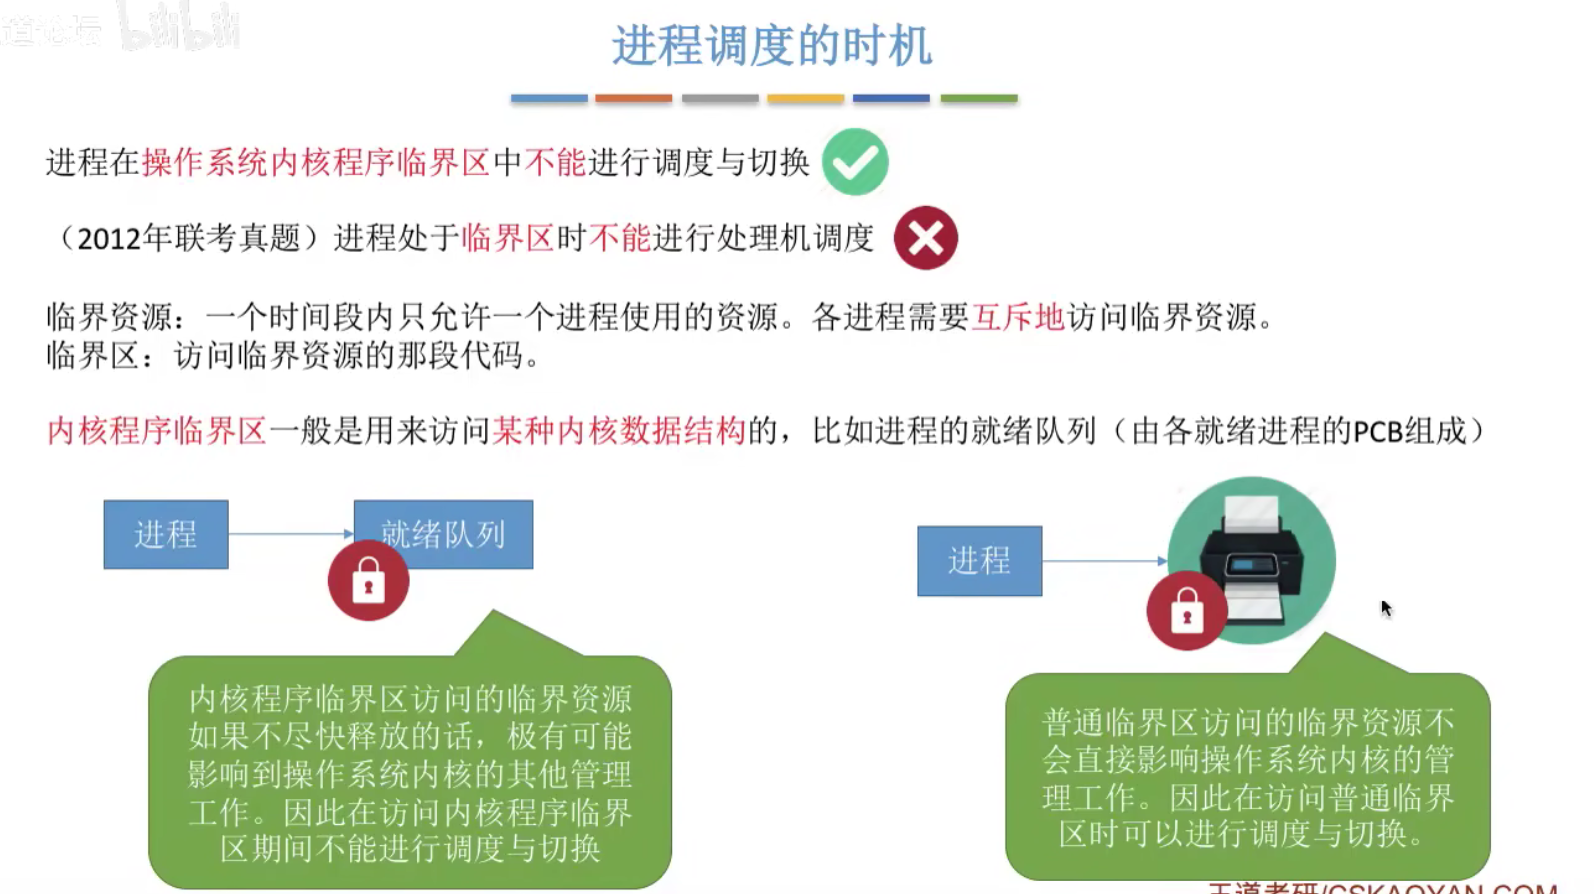 道论坛 bilibili
进程调度的时机
进程在操作系统内核程序临界区中不能进行调度与切换
（2012年联考真题）进程处于临界区时不能进行处理机调度
临界资源：一个时间段内只允许一个进程使用的资源。各进程需要互斥地访问临界资源。
临界区：访问临界资源的那段代码。
内核程序临界区一般是用来访问某种内核数据结构的，比如进程的就绪队列（由各就绪进程的PCB组成）
进程
就绪队列
内核程序临界区访问的临界资源
如果不尽快释放的话，极有可能
影响到操作系统内核的其他管理
工作。因此在访问内核程序临界
区期间不能进行调度与切换
进程
普通临界区访问的临界资源不
会直接影响操作系统内核的管
理工作。因此在访问普通临界
区时可以进行调度与切换。
王道考研/CSKAOYAN.COM